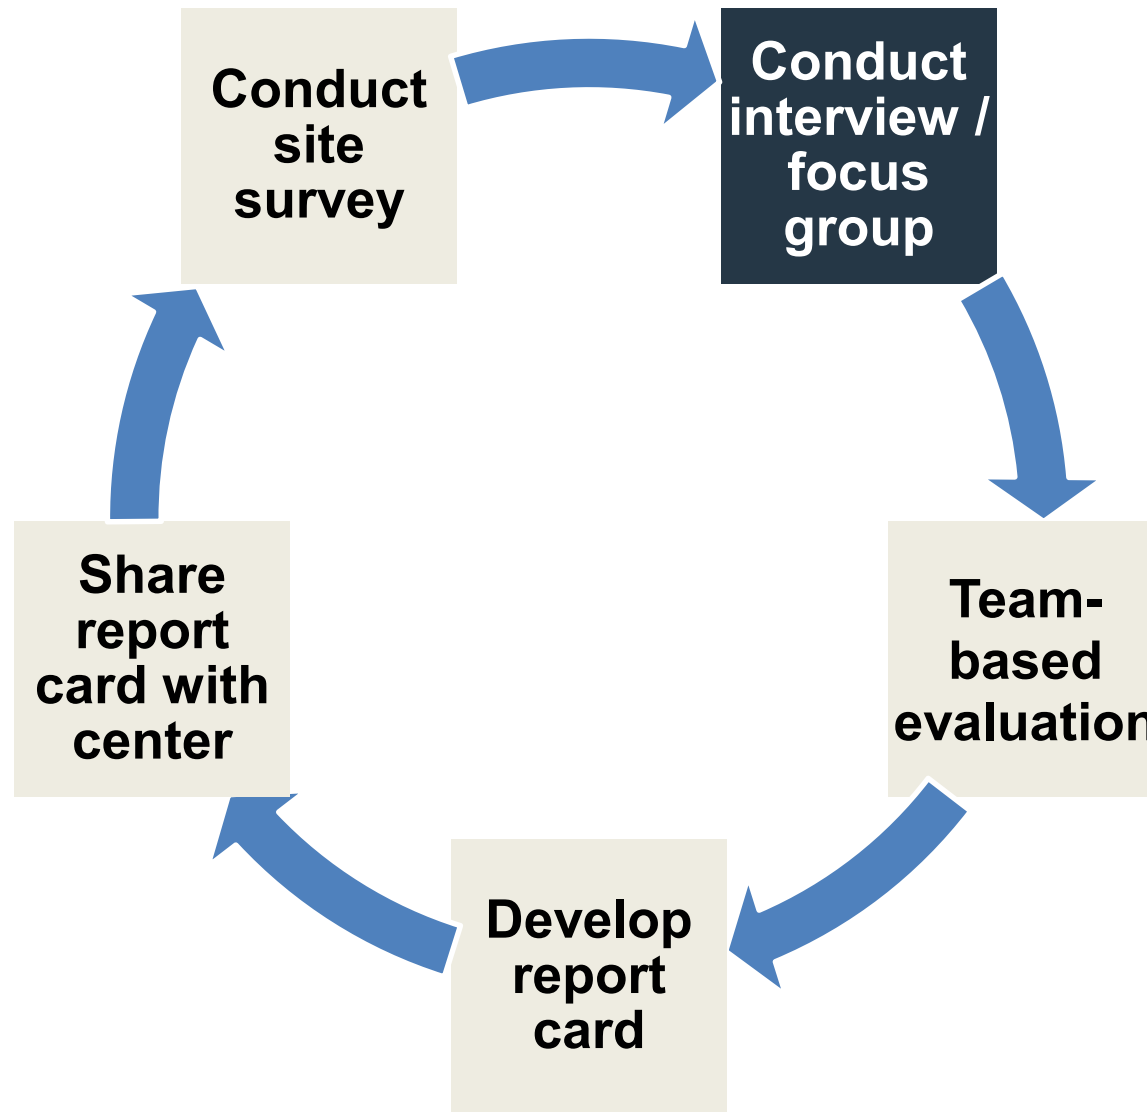 Conduct
site
survey
Conduct
interview /
focus
group
Team-
based
evaluation
Develop
report
card
Share
report
card with
center